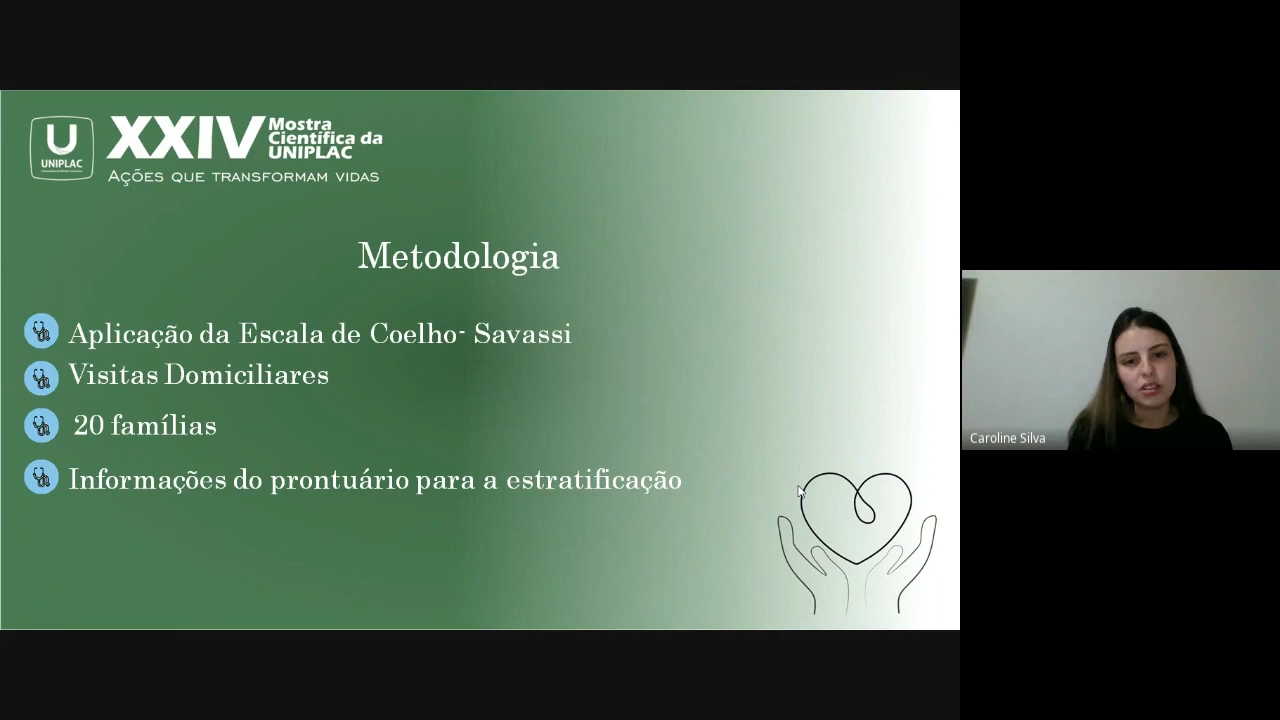 U
UNIPLAC
XXIV Mostra
Científica da
UNIPLAC
AÇÕES QUE TRANSFORMAM VIDAS
Metodologia
Aplicação da Escala de Coelho- Savassi
Visitas Domiciliares
20 famílias
Informações do prontuário para a estratificação
Caroline Silva